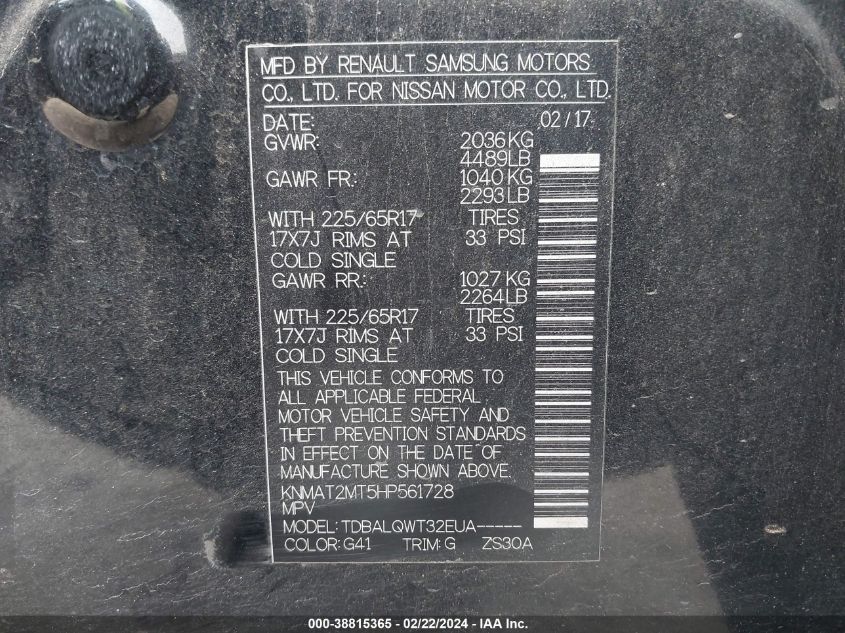 MFD BY RENAULT SAMSUNG MOTORS
CO., LTD. FOR NISSAN MOTOR CO., LTD.
DATE: 02/17
GVWR: 2036KG
4489LB
GAWR FR: 1040KG
2293LB
WITH 225/65R17 TIRES
17X7J RIMS AT 33 PSI
COLD SINGLE
GAWR RR: 1027KG
2264LB
WITH 225/65R17 TIRES
17X7J RIMS AT 33 PSI
COLD SINGLE
THIS VEHICLE CONFORMS TO
ALL APPLICABLE FEDERAL
MOTOR VEHICLE SAFETY AND
THEFT PREVENTION STANDARDS
IN EFFECT ON THE DATE OF
MANUFACTURE SHOWN ABOVE.
KNMAT2MT5HP561728
MPV
MODEL:TDBALQWT32EUA-----
COLOR:G41 TRIM:G ZS30A
000-38815365 - 02/22/2024 - IAA Inc.